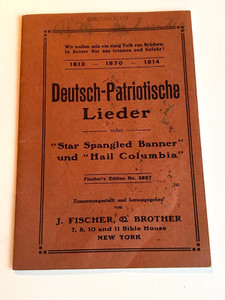 Wir wollen sein ein einig Volk von Brüdern,
In keiner Not uns trennen und Gefahr!
1813 — 1870 — 1914
Deutsch-Patriotische
Lieder
nebst
"Star Spangled Banner"
und "Hail Columbia"
Fischer's Edition No. 3857
Zusammengestellt und herausgegeben
von
J. FISCHER & BROTHER
7, 8, 10 and 11 Bible House
NEW YORK